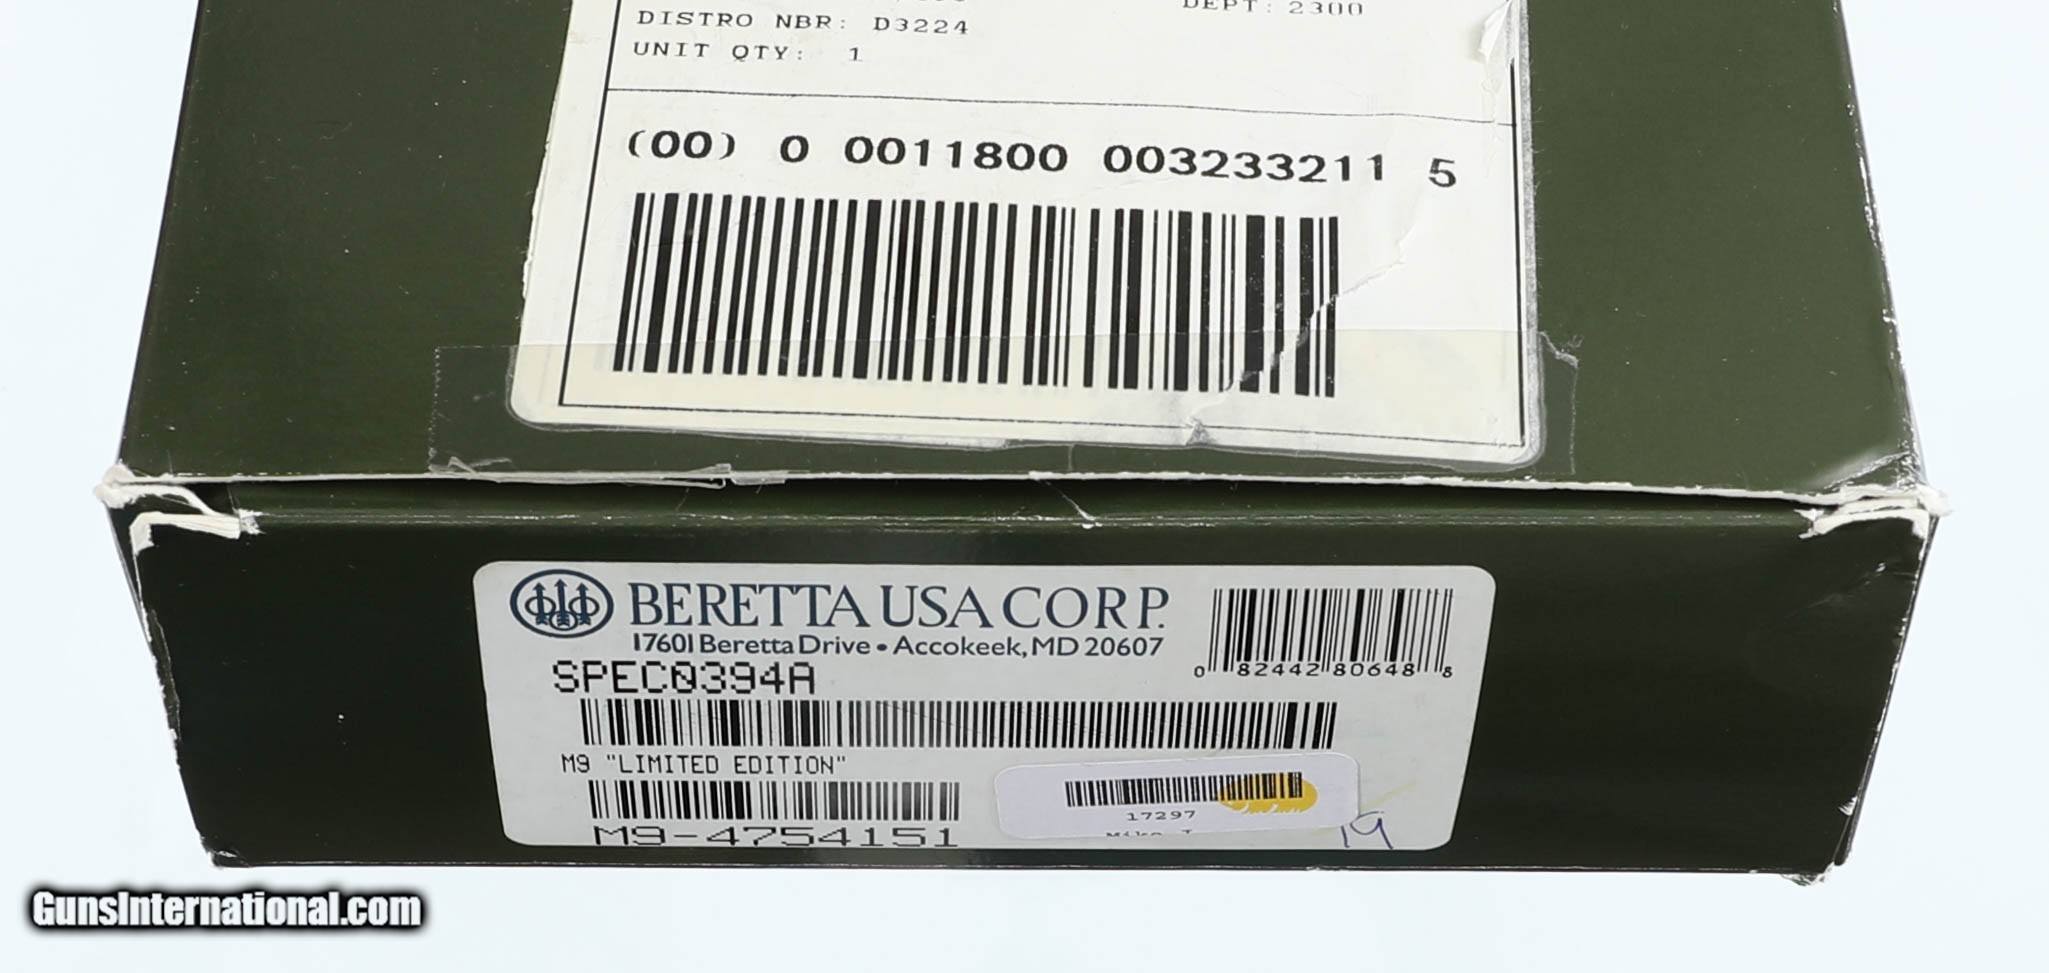 DEPT: 2300
DISTRO NBR: D3224
UNIT QTY: 1
(00) 0 0011800 003233211 5
BERETTA USA CORP.
17601 Beretta Drive • Accokeek, MD 20607
0 82442 80648 8
SPEC0394A
M9 "LIMITED EDITION"
17297
M9-4754151
19
GunsInternational.com